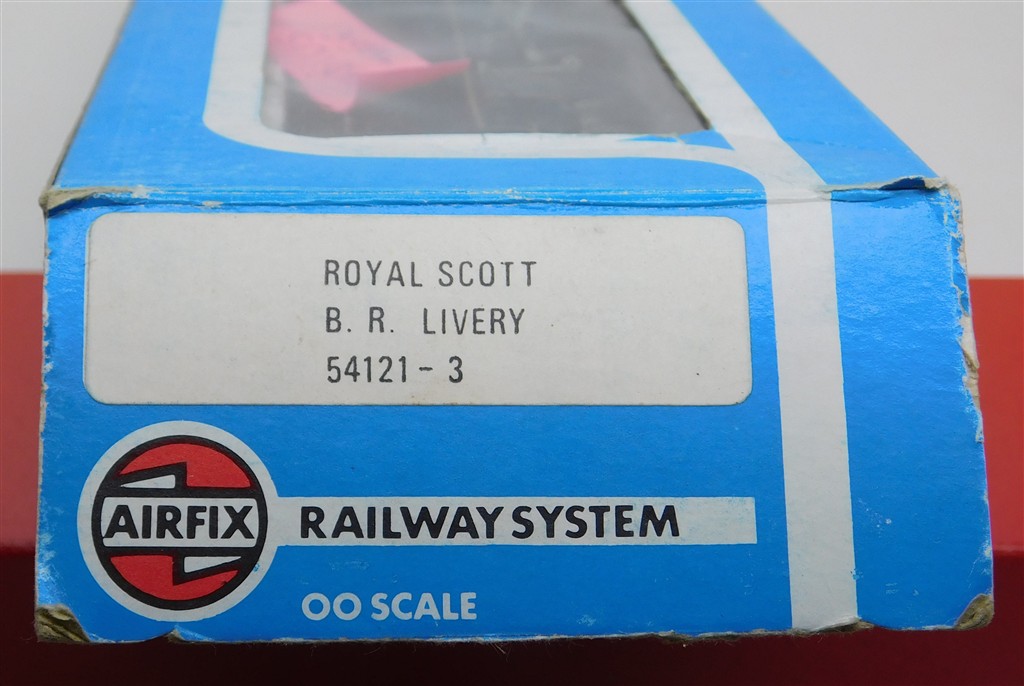 ROYAL SCOTT
B. R. LIVERY
54121 - 3
AIRFIX RAILWAY SYSTEM
OO SCALE